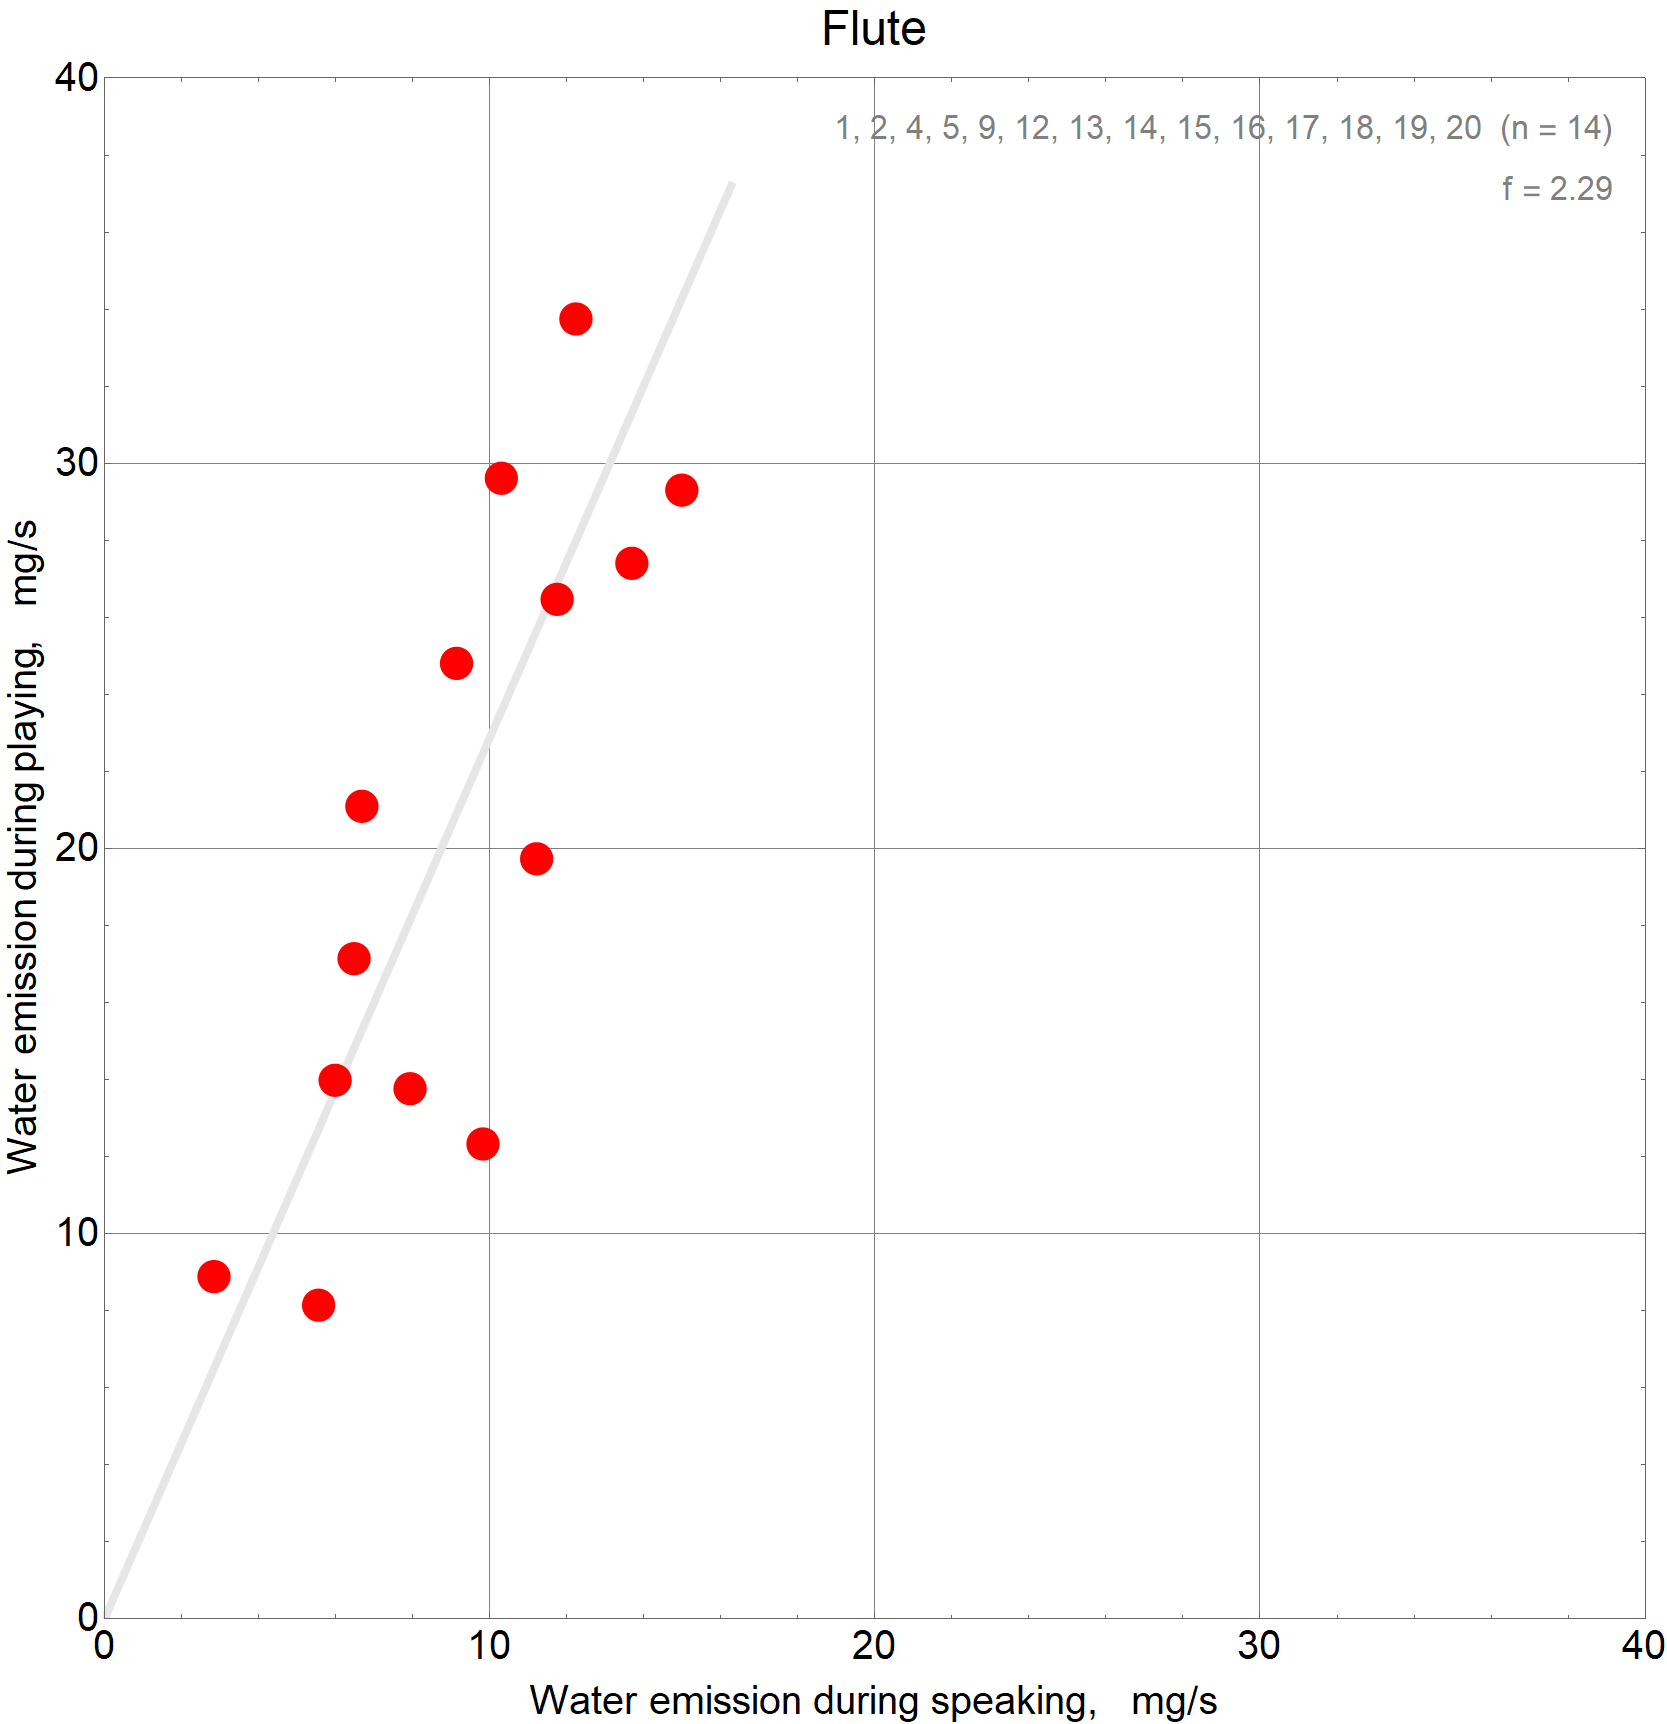 Flute
1, 2, 4, 5, 9, 12, 13, 14, 15, 16, 17, 18, 19, 20 (n = 14)
f = 2.29
40
30
20
10
0
Water emission during playing, mg/s
0 10 20 30 40
Water emission during speaking, mg/s